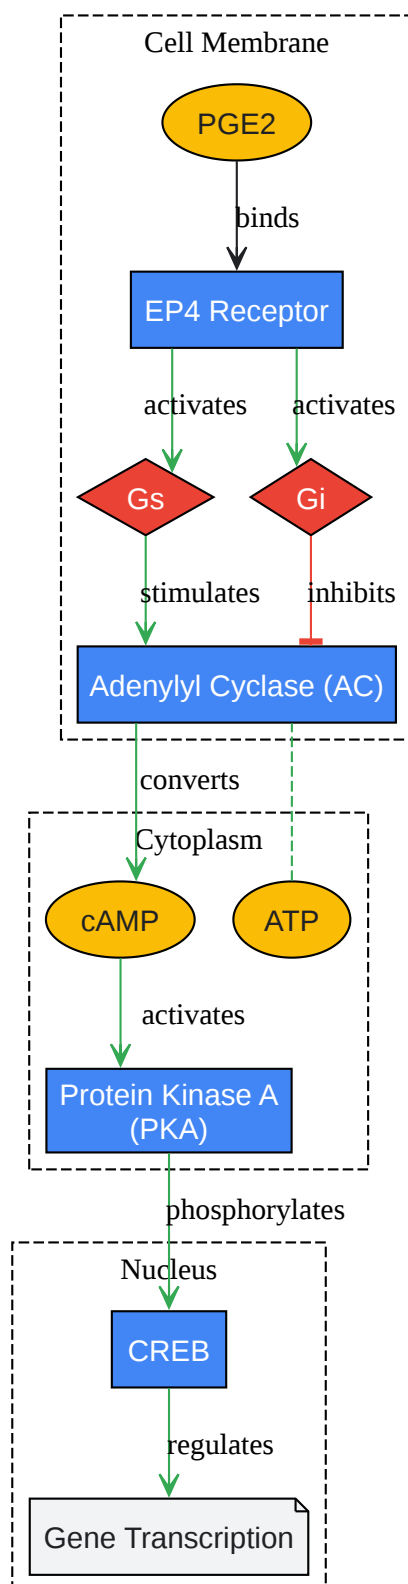 Cell Membrane
PGE2
binds
EP4 Receptor
activates
activates
Gs
Gi
stimulates
inhibits
Adenylyl Cyclase (AC)
converts
Cytoplasm
cAMP
ATP
activates
Protein Kinase A
(PKA)
phosphorylates
Nucleus
CREB
regulates
Gene Transcription